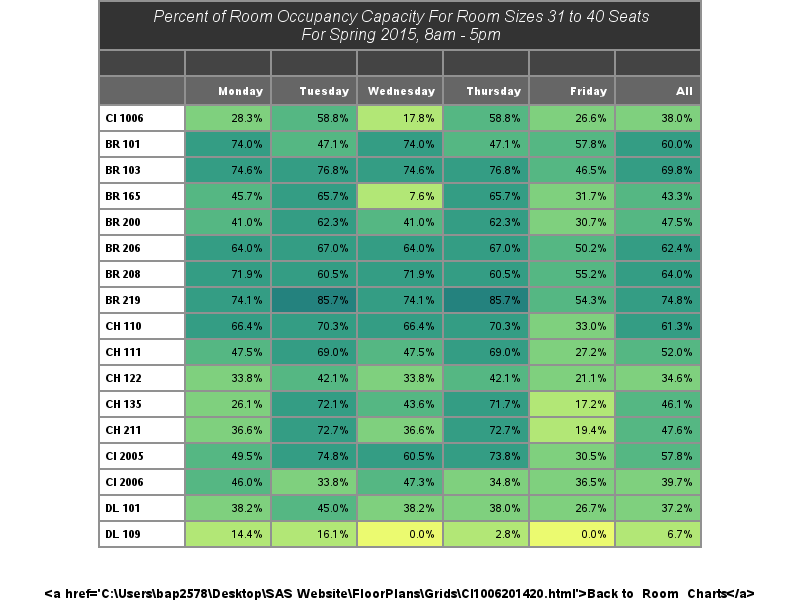 Percent of Room Occupancy Capacity For Room Sizes 31 to 40 Seats
For Spring 2015, 8am - 5pm
Monday Tuesday Wednesday Thursday Friday All
CI 1006 28.3% 58.8% 17.8% 58.8% 26.6% 38.0%
BR 101 74.0% 47.1% 74.0% 47.1% 57.8% 60.0%
BR 103 74.6% 76.8% 74.6% 76.8% 46.5% 69.8%
BR 165 45.7% 65.7% 7.6% 65.7% 31.7% 43.3%
BR 200 41.0% 62.3% 41.0% 62.3% 30.7% 47.5%
BR 206 64.0% 67.0% 64.0% 67.0% 50.2% 62.4%
BR 208 71.9% 60.5% 71.9% 60.5% 55.2% 64.0%
BR 219 74.1% 85.7% 74.1% 85.7% 54.3% 74.8%
CH 110 66.4% 70.3% 66.4% 70.3% 33.0% 61.3%
CH 111 47.5% 69.0% 47.5% 69.0% 27.2% 52.0%
CH 122 33.8% 42.1% 33.8% 42.1% 21.1% 34.6%
CH 135 26.1% 72.1% 43.6% 71.7% 17.2% 46.1%
CH 211 36.6% 72.7% 36.6% 72.7% 19.4% 47.6%
CI 2005 49.5% 74.8% 60.5% 73.8% 30.5% 57.8%
CI 2006 46.0% 33.8% 47.3% 34.8% 36.5% 39.7%
DL 101 38.2% 45.0% 38.2% 38.0% 26.7% 37.2%
DL 109 14.4% 16.1% 0.0% 2.8% 0.0% 6.7%
<a href='C:\Users\bap2578\Desktop\SAS Website\FloorPlans\Grids\CI1006201420.html'>Back to Room Charts</a>